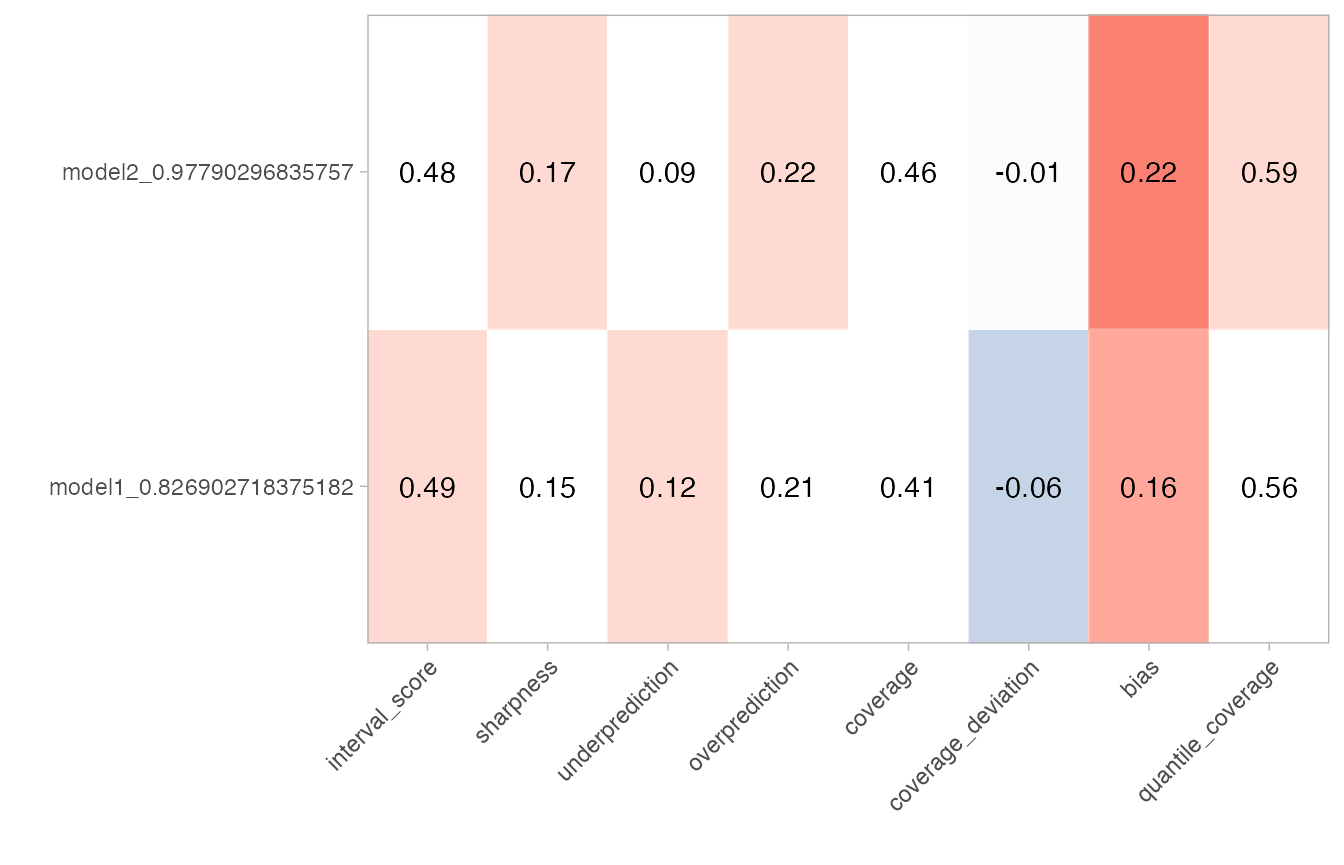 model2_0.97790296835757 0.48 0.17 0.09 0.22 0.46 -0.01 0.22 0.59
model1_0.826902718375182 0.49 0.15 0.12 0.21 0.41 -0.06 0.16 0.56
interval_score sharpness underprediction overprediction coverage coverage_deviation bias quantile_coverage